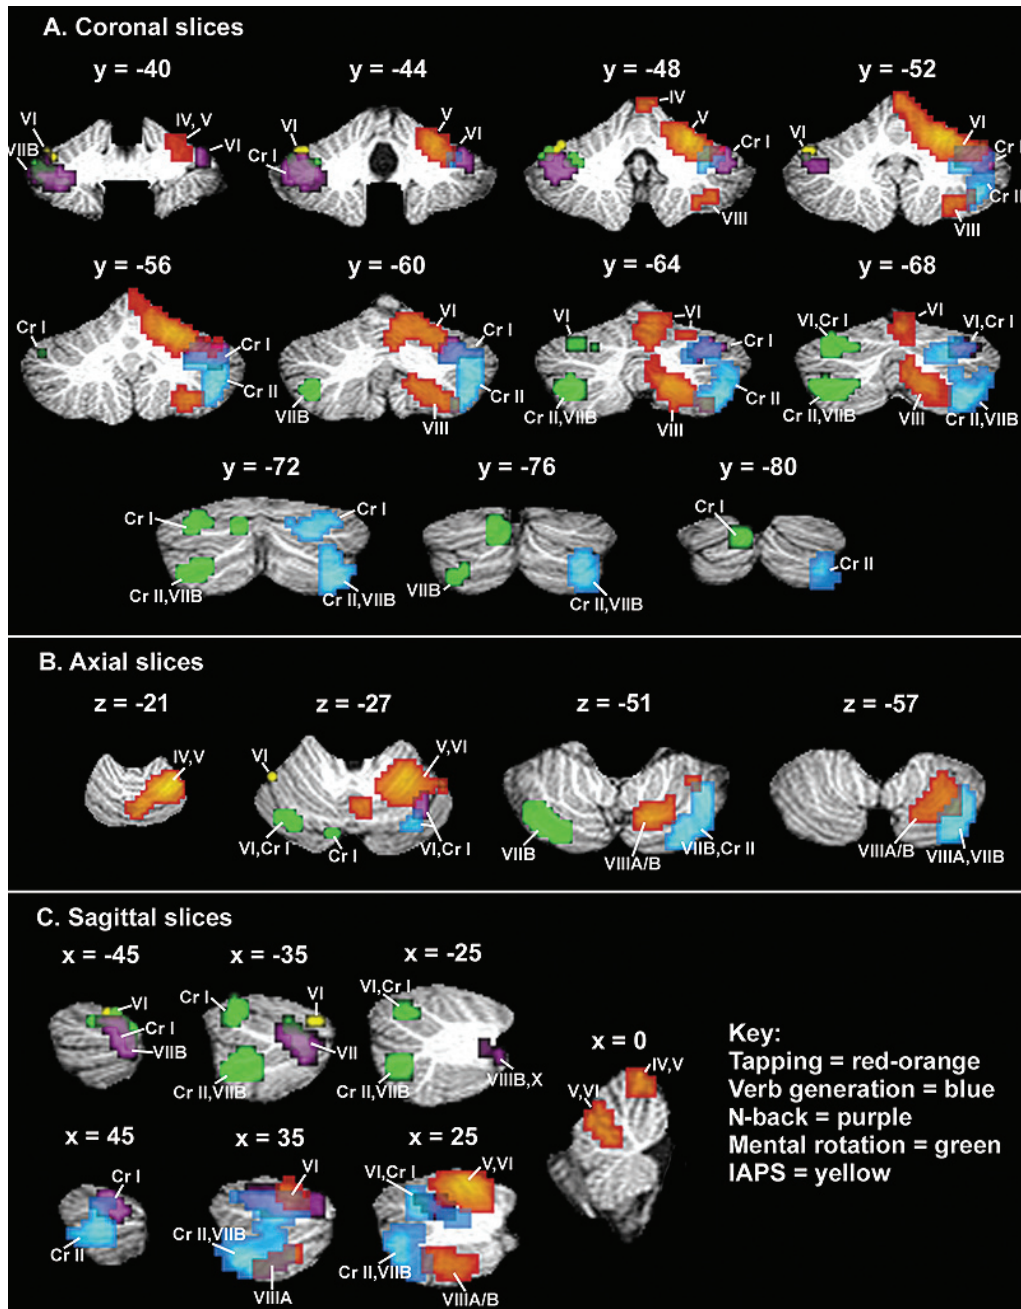 A. Coronal slices
y = -40
y = -44
y = -48
y = -52
VI
VIIB
IV, V
VI
VI
Cr I
V
VI
IV
V
Cr I
VIII
VI
VI
Cr I
Cr II
VIII
y = -56
y = -60
y = -64
y = -68
Cr I
Cr I
Cr II
VIIB
VI
Cr I
Cr II
VIII
VI
VI
Cr I
Cr II
Cr II,VIIB
VIII
VI,Cr I
VI
VI,Cr I
Cr II,VIIB
VIII
Cr II,VIIB
y = -72
y = -76
y = -80
Cr I
Cr I
Cr II,VIIB
Cr II,VIIB
VIIB
Cr II,VIIB
Cr I
Cr II
B. Axial slices
z = -21
z = -27
z = -51
z = -57
IV,V
VI
V,VI
VI,Cr I
Cr I
VI,Cr I
VIIB
VIIIA/B
VIIB,Cr II
VIIIA/B
VIIIA,VIIB
C. Sagittal slices
x = -45
x = -35
x = -25
VI
Cr I
VIIB
Cr I
VI
VII
Cr II,VIIB
VI,Cr I
VIIIB,X
Cr II,VIIB
x = 45
x = 35
x = 25
x = 0
Cr I
Cr II
VI
Cr II,VIIB
VIIIA
VI,Cr I
V,VI
Cr II,VIIB
VIIIA/B
IV,V
V,VI
Key:
Tapping = red-orange
Verb generation = blue
N-back = purple
Mental rotation = green
IAPS = yellow